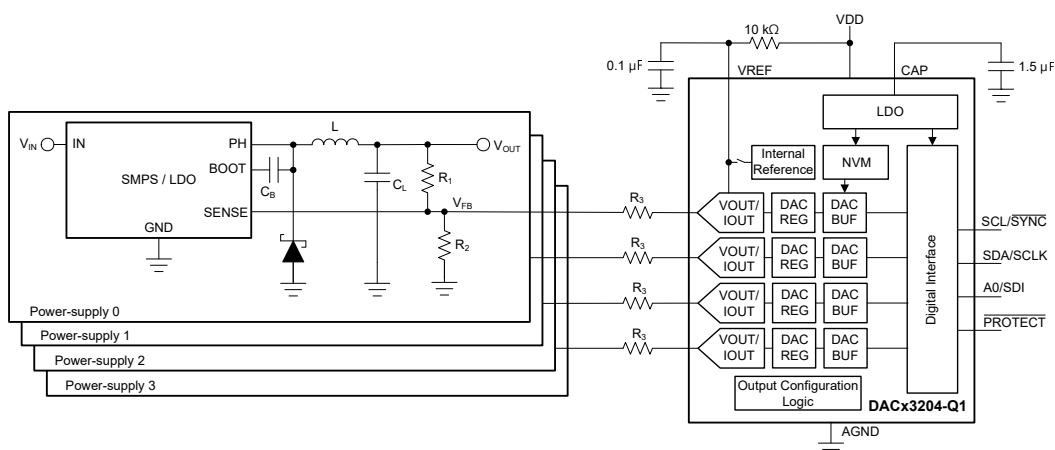 VDD
10 kΩ
0.1 µF
VREF
CAP
1.5 µF
LDO
Internal
Reference
NVM
VOUT/
IOUT
DAC
REG
DAC
BUF
VOUT/
IOUT
DAC
REG
DAC
BUF
VOUT/
IOUT
DAC
REG
DAC
BUF
VOUT/
IOUT
DAC
REG
DAC
BUF
Digital Interface
SCL/SYNC
SDA/SCLK
A0/SDI
PROTECT
Output Configuration
Logic
DACx3204-Q1
AGND
R3
R3
R3
R3
VIN
IN
SMPS / LDO
PH
BOOT
SENSE
GND
L
CB
CL
R1
R2
VFB
VOUT
Power-supply 0
Power-supply 1
Power-supply 2
Power-supply 3